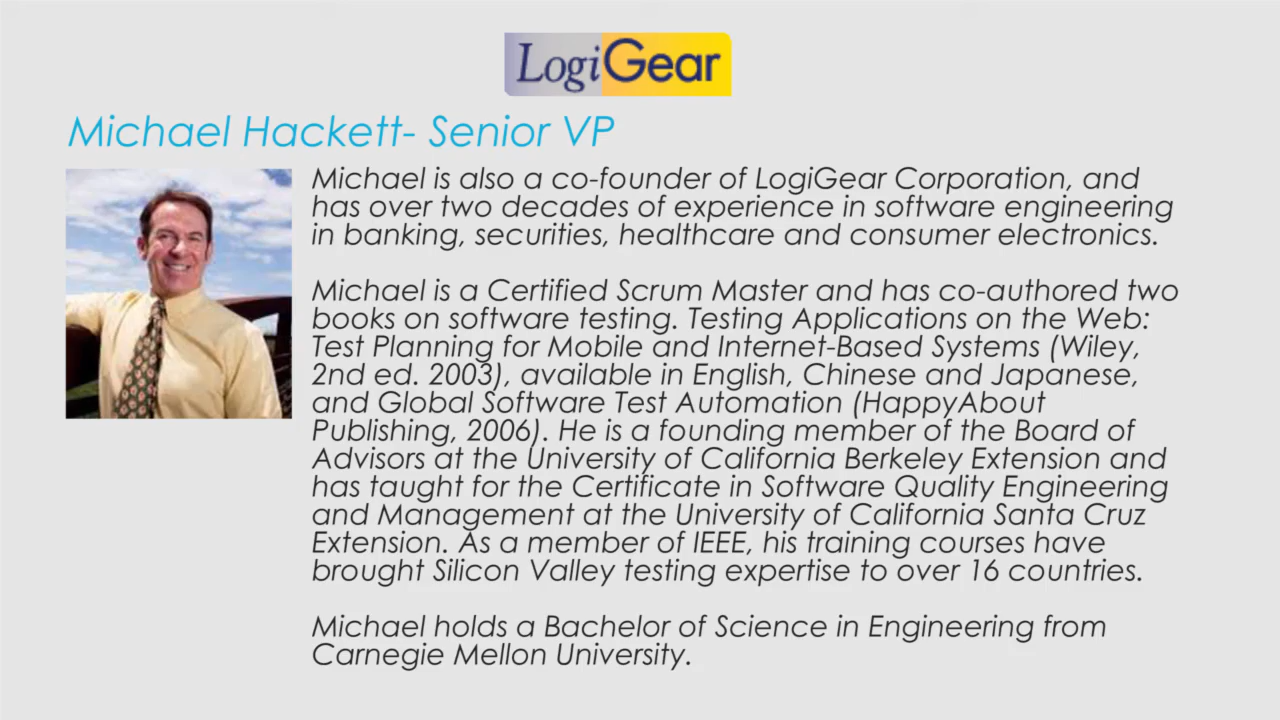 LogiGear
Michael Hackett- Senior VP
Michael is also a co-founder of LogiGear Corporation, and
has over two decades of experience in software engineering
in banking, securities, healthcare and consumer electronics.
Michael is a Certified Scrum Master and has co-authored two
books on software testing. Testing Applications on the Web:
Test Planning for Mobile and Internet-Based Systems (Wiley,
2nd ed. 2003), available in English, Chinese and Japanese,
and Global Software Test Automation (HappyAbout
Publishing, 2006). He is a founding member of the Board of
Advisors at the University of California Berkeley Extension and
has taught for the Certificate in Software Quality Engineering
and Management at the University of California Santa Cruz
Extension. As a member of IEEE, his training courses have
brought Silicon Valley testing expertise to over 16 countries.
Michael holds a Bachelor of Science in Engineering from
Carnegie Mellon University.